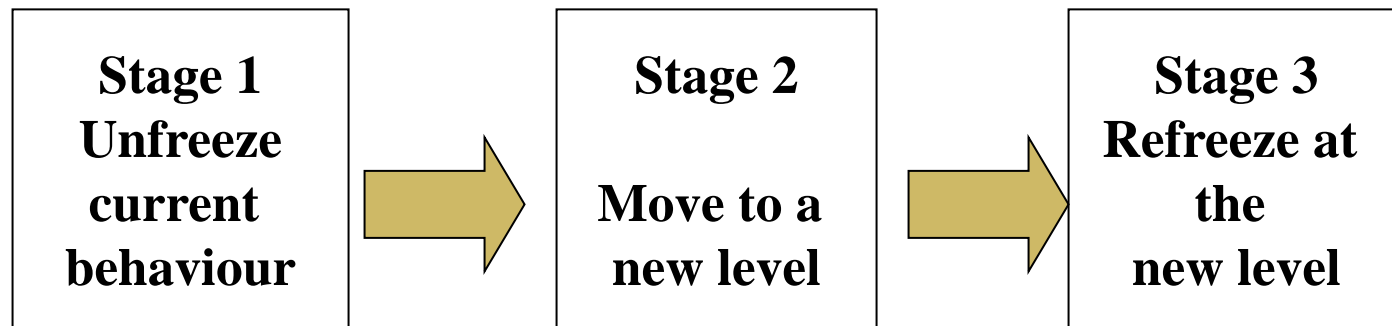 Stage 1
Unfreeze
current
behaviour
Stage 2
Move to a
new level
Stage 3
Refreeze at
the
new level